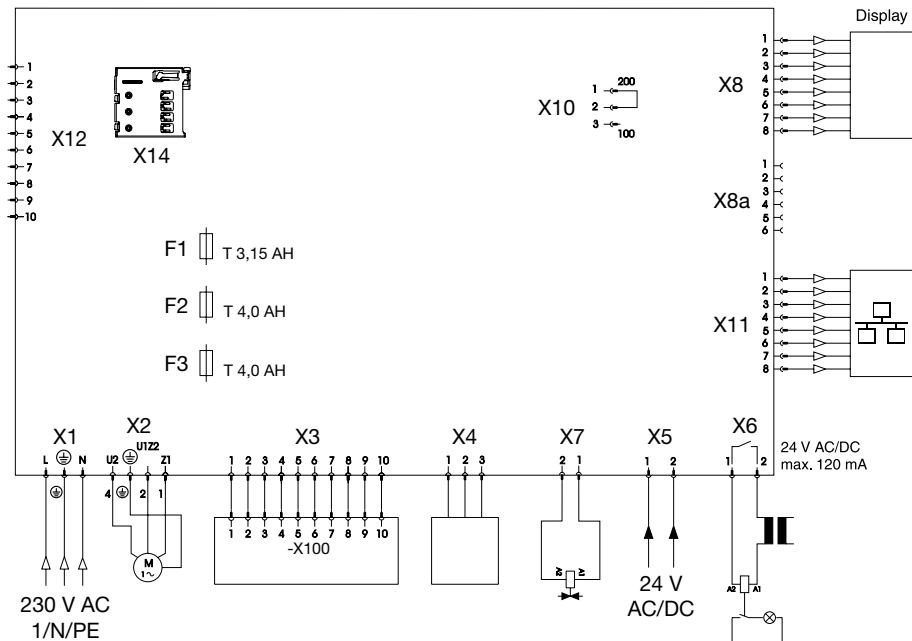 Display
1
2
3
4
5
6
7
8
X8
1
2
3
4
5
6
7
8
9
10
X12
X14
X10
1
2
3
200
100
X8a
1
2
3
4
5
6
F1 T 3,15 AH
F2 T 4,0 AH
F3 T 4,0 AH
X11
1
2
3
4
5
6
7
8
X1
L N
X2
U2 U1Z2 Z1
4 2 1
M
1~
X3
1 2 3 4 5 6 7 8 9 10
1 2 3 4 5 6 7 8 9 10
-X100
X4
1 2 3
X7
2 1
A2 A1
X5
1 2
X6
1 2
24 V AC/DC
max. 120 mA
A2 A1
230 V AC
1/N/PE
24 V
AC/DC